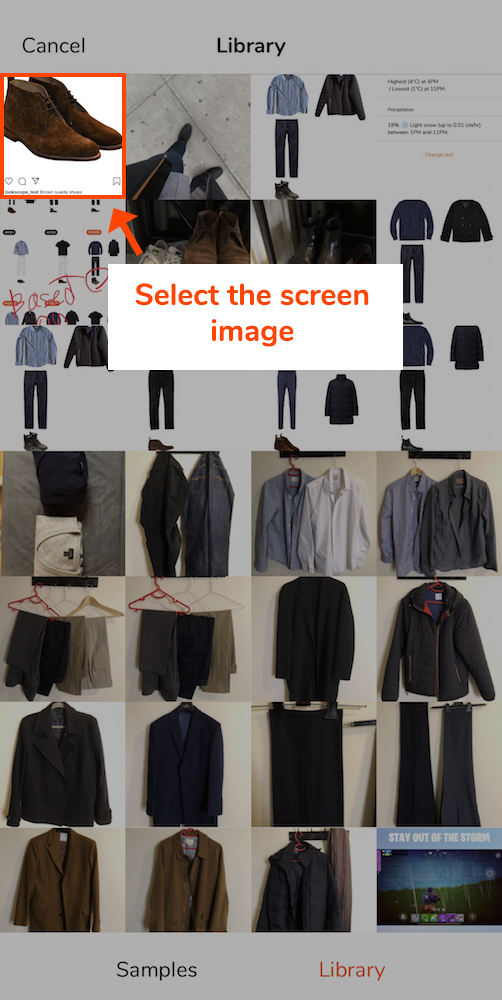 Cancel
Library
Highest (4°C) at 4PM
/ Lowest (1°C) at 11PM
Precipitation
19%, Light snow (up to 0.01 cm/hr)
between 1PM and 11PM.
Change Unit
lookscope_test Brown suede shoes
Select the screen
image
Based
STAY OUT OF THE STORM
Samples
Library